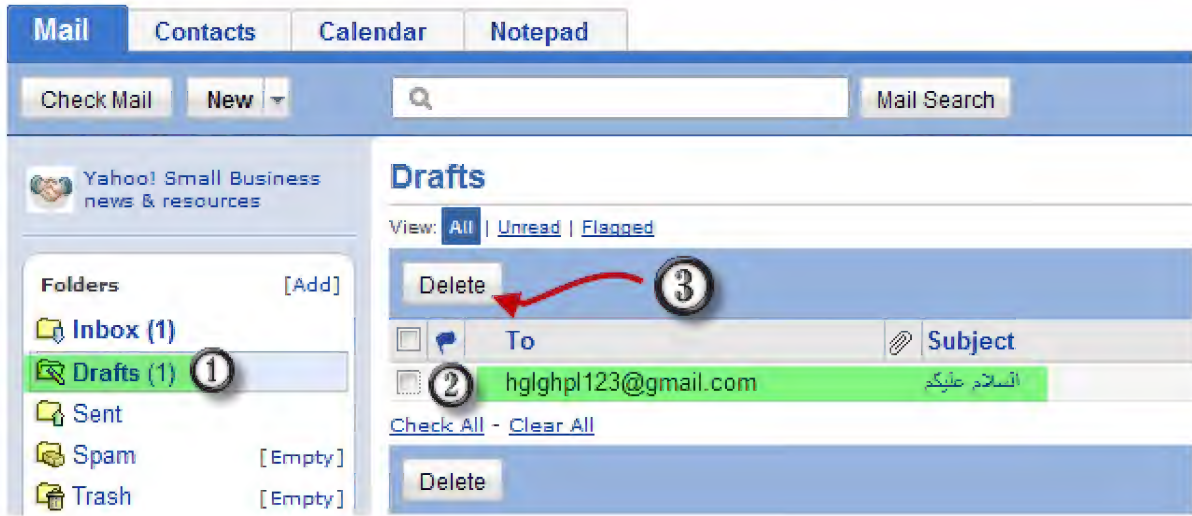 Mail Contacts Calendar Notepad
Check Mail New Mail Search
Yahoo! Small Business
news & resources
Folders [Add]
Inbox (1)
Drafts (1) 1
Sent
Spam [Empty]
Trash [Empty]
Drafts
View: All | Unread | Flagged
Delete 3
To Subject
2 hglghpl123@gmail.com السلام عليكم
Check All - Clear All
Delete